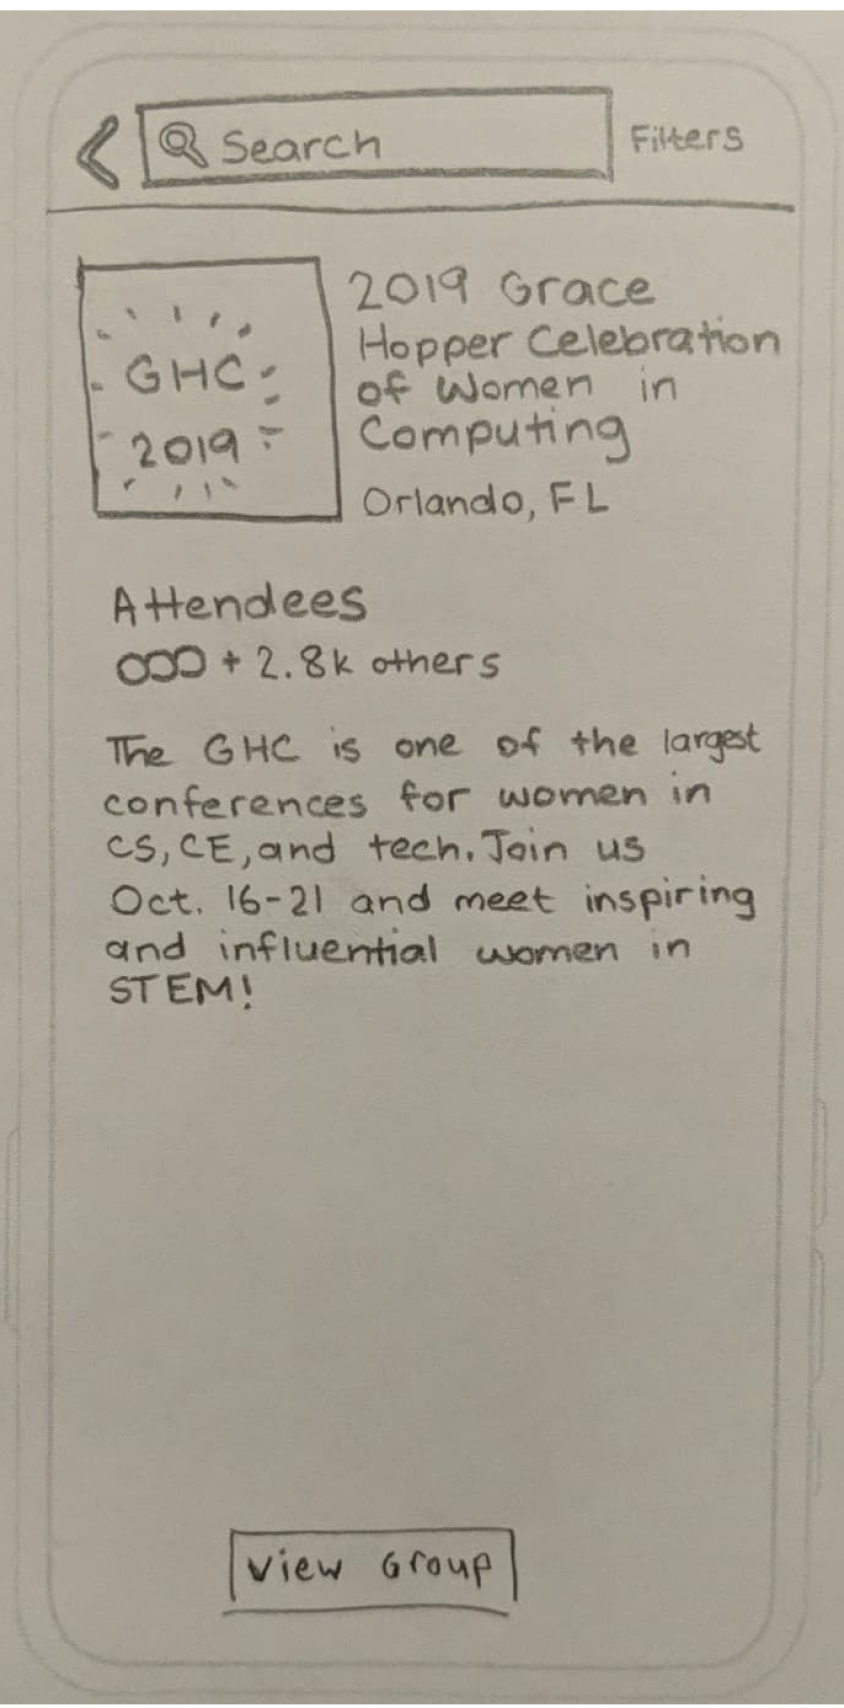 Search
Filters
GHC
2019
2019 Grace
Hopper Celebration
of Women in
Computing
Orlando, FL
Attendees
+ 2.8k others
The GHC is one of the largest
conferences for women in
CS, CE, and tech. Join us
Oct. 16-21 and meet inspiring
and influential women in
STEM!
View Group